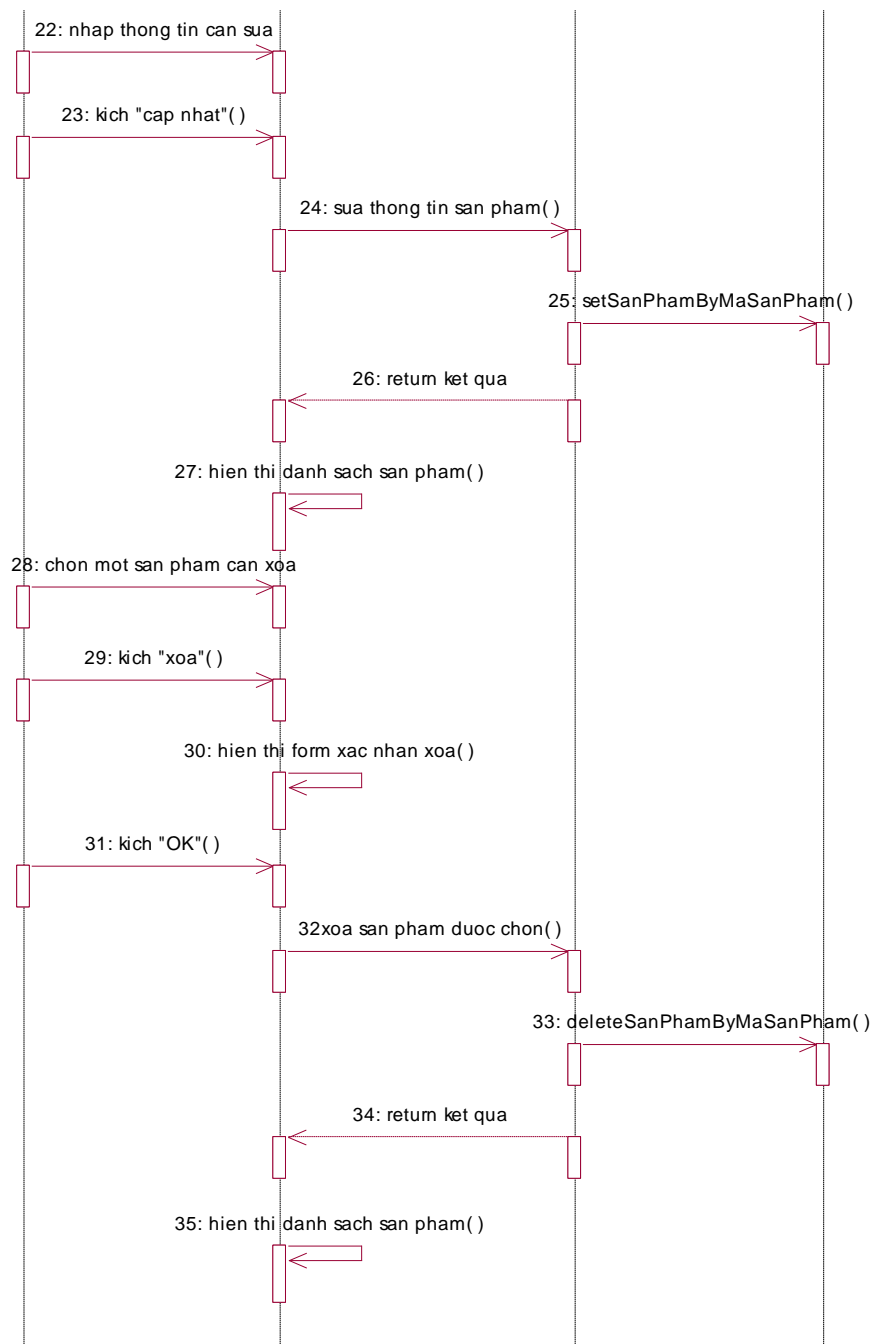 22: nhap thong tin can sua
23: kich "cap nhat"( )
24: sua thong tin san pham( )
25: setSanPhamByMaSanPham( )
26: return ket qua
27: hien thi danh sach san pham( )
28: chon mot san pham can xoa
29: kich "xoa"( )
30: hien thi form xac nhan xoa( )
31: kich "OK"( )
32xoa san pham duoc chon( )
33: deleteSanPhamByMaSanPham( )
34: return ket qua
35: hien thi danh sach san pham( )